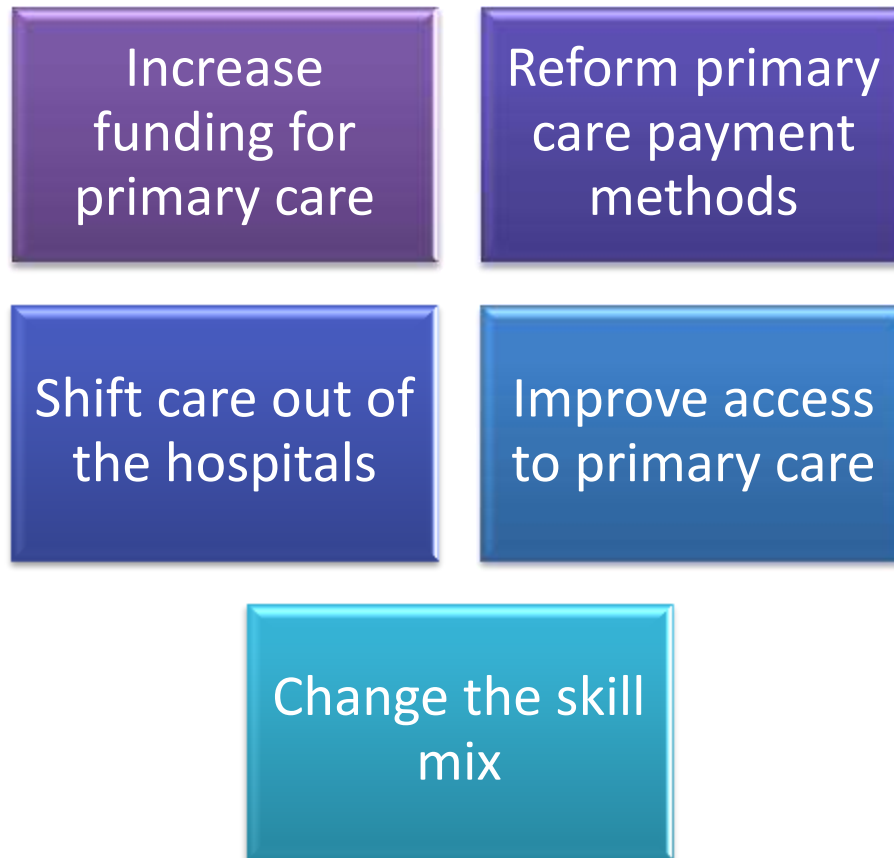 Increase
funding for
primary care
Reform primary
care payment
methods
Shift care out of
the hospitals
Improve access
to primary care
Change the skill
mix